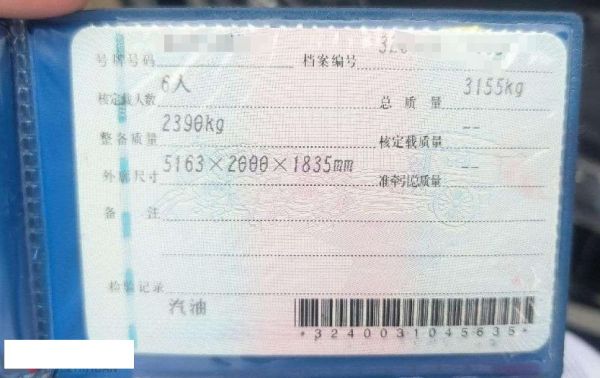 号牌号码 档案编号
核定载人数 6人 总质量 3155kg
整备质量 2390kg 核定载质量 --
外廓尺寸 5163×2000×1835mm 准牵引总质量 --
备注
检验记录
汽油
*3240031045635*